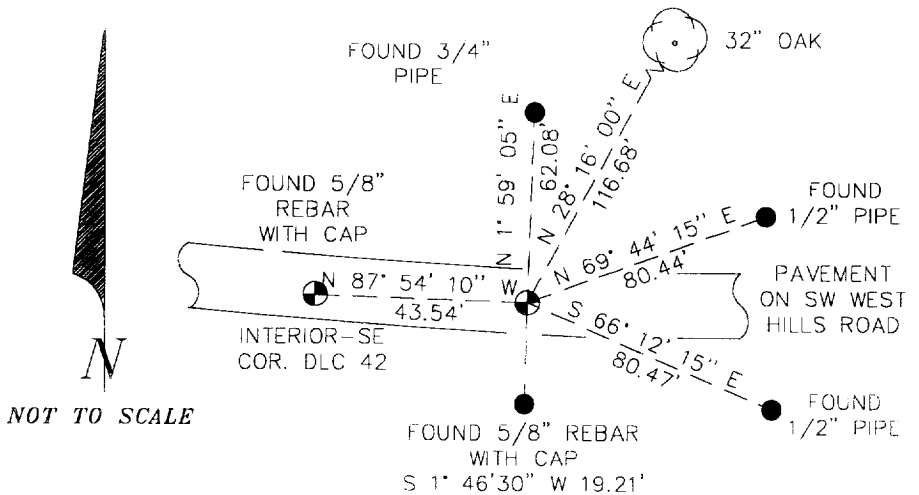 FOUND 3/4"
PIPE
32" OAK
N 1° 59' 05" E
62.08'
N 28° 16' 00" E
116.68'
FOUND 5/8"
REBAR
WITH CAP
FOUND
1/2" PIPE
N 69° 44' 15" E
80.44'
N 87° 54' 10" W
43.54'
PAVEMENT
ON SW WEST
HILLS ROAD
INTERIOR-SE
COR. DLC 42
S 66° 12' 15" E
80.47'
N
NOT TO SCALE
FOUND
1/2" PIPE
FOUND 5/8" REBAR
WITH CAP
S 1° 46'30" W 19.21'